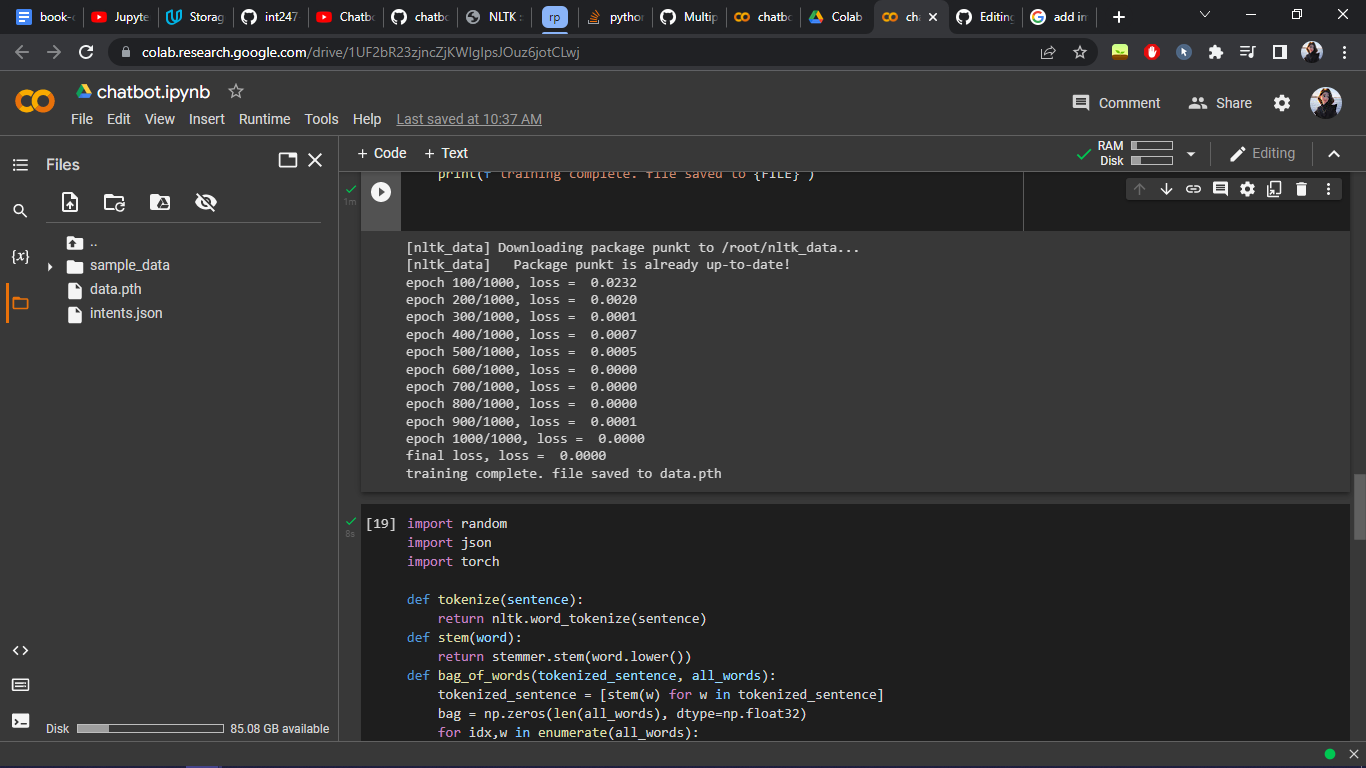 book-
Jupyte
Storag
int247
Chatb
chatbc
NLTK :
rp
pytho
Multip
chatb
Colab
ch
Editing
add in
colab.research.google.com/drive/1UF2bR23zjncZjKWIgIpsJOuz6jotCLwj
chatbot.ipynb
Comment
Share
File Edit View Insert Runtime Tools Help Last saved at 10:37 AM
Files
+ Code + Text
RAM
Disk
Editing
..
sample_data
data.pth
intents.json
1m
print(f'training complete. file saved to {FILE}')
[nltk_data] Downloading package punkt to /root/nltk_data...
[nltk_data]   Package punkt is already up-to-date!
epoch 100/1000, loss =  0.0232
epoch 200/1000, loss =  0.0020
epoch 300/1000, loss =  0.0001
epoch 400/1000, loss =  0.0007
epoch 500/1000, loss =  0.0005
epoch 600/1000, loss =  0.0000
epoch 700/1000, loss =  0.0000
epoch 800/1000, loss =  0.0000
epoch 900/1000, loss =  0.0001
epoch 1000/1000, loss =  0.0000
final loss, loss =  0.0000
training complete. file saved to data.pth
8s
[19] import random
import json
import torch
def tokenize(sentence):
    return nltk.word_tokenize(sentence)
def stem(word):
    return stemmer.stem(word.lower())
def bag_of_words(tokenized_sentence, all_words):
    tokenized_sentence = [stem(w) for w in tokenized_sentence]
    bag = np.zeros(len(all_words), dtype=np.float32)
    for idx,w in enumerate(all_words):
Disk
85.08 GB available